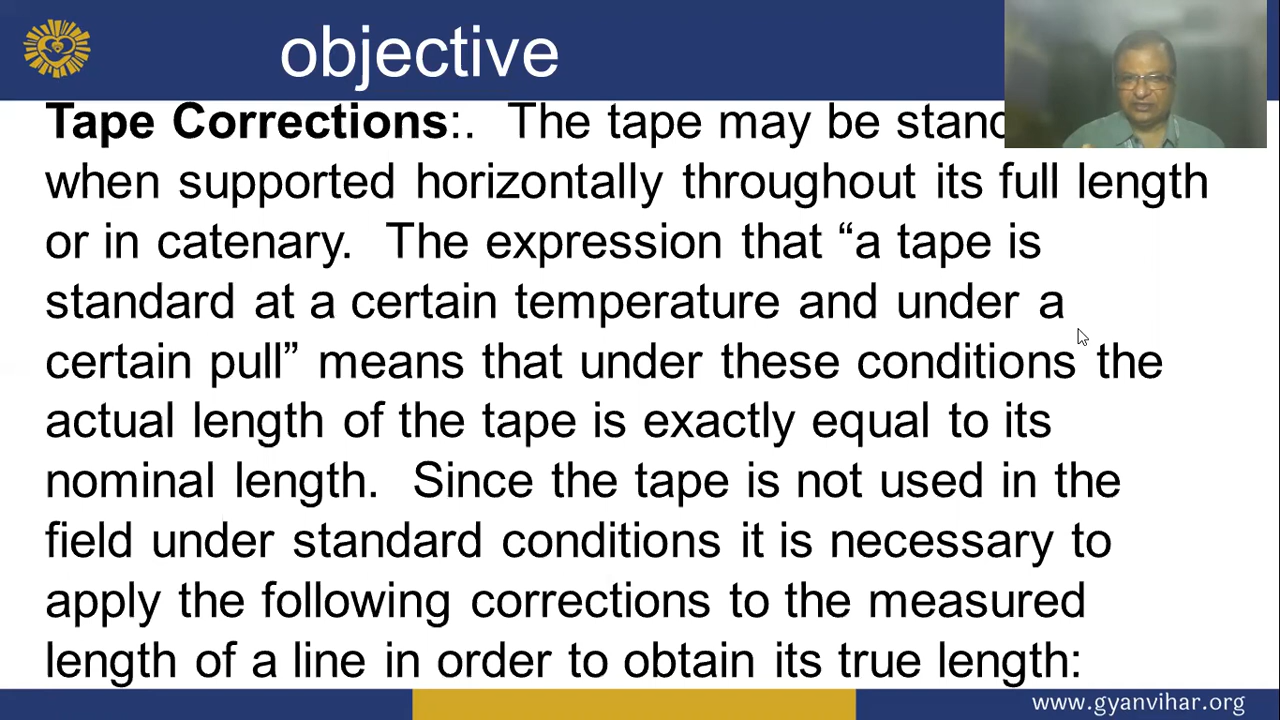 objective
Tape Corrections:. The tape may be
when supported horizontally throughout its full length
or in catenary. The expression that “a tape is
standard at a certain temperature and under a
certain pull” means that under these conditions the
actual length of the tape is exactly equal to its
nominal length. Since the tape is not used in the
field under standard conditions it is necessary to
apply the following corrections to the measured
length of a line in order to obtain its true length:
www.gyanvihar.org